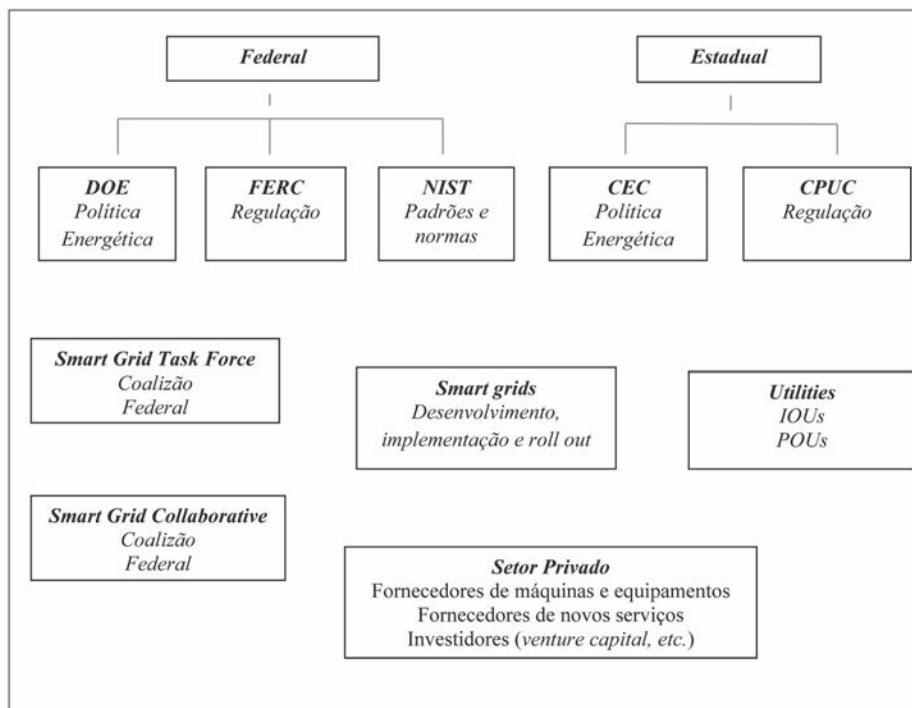 Federal
Estadual
DOE
Política
Energética
FERC
Regulação
NIST
Padrões e
normas
CEC
Política
Energética
CPUC
Regulação
Smart Grid Task Force
Coalizão
Federal
Smart grids
Desenvolvimento,
implementação e roll out
Utilities
IOUs
POUs
Smart Grid Collaborative
Coalizão
Federal
Setor Privado
Fornecedores de máquinas e equipamentos
Fornecedores de novos serviços
Investidores (venture capital, etc.)